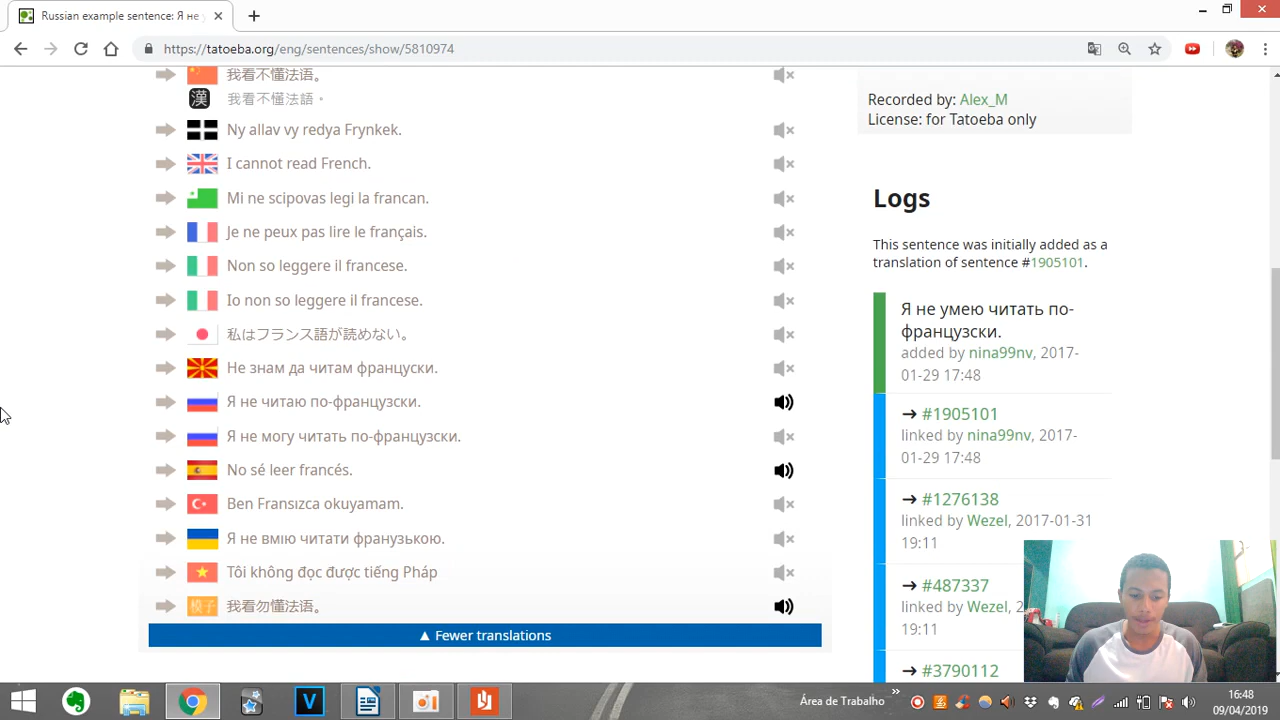 Russian example sentence: Я не у
https://tatoeba.org/eng/sentences/show/5810974
我看不懂法语。
漢 我看不懂法語。
Ny allav vy redya Frynkek.
I cannot read French.
Mi ne scipovas legi la francan.
Je ne peux pas lire le français.
Non so leggere il francese.
Io non so leggere il francese.
私はフランス語が読めない。
Не знам да читам француски.
Я не читаю по-французски.
Я не могу читать по-французски.
No sé leer francés.
Ben Fransızca okuyamam.
Я не вмію читати франузькою.
Tôi không đọc được tiếng Pháp
我看勿懂法语。
▲ Fewer translations
Recorded by: Alex_M
License: for Tatoeba only
Logs
This sentence was initially added as a
translation of sentence #1905101.
Я не умею читать по-
французски.
added by nina99nv, 2017-
01-29 17:48
→ #1905101
linked by nina99nv, 2017-
01-29 17:48
→ #1276138
linked by Wezel, 2017-01-31
19:11
→ #487337
linked by Wezel, 2
19:11
→ #3790112
Área de Trabalho
16:48
09/04/2019